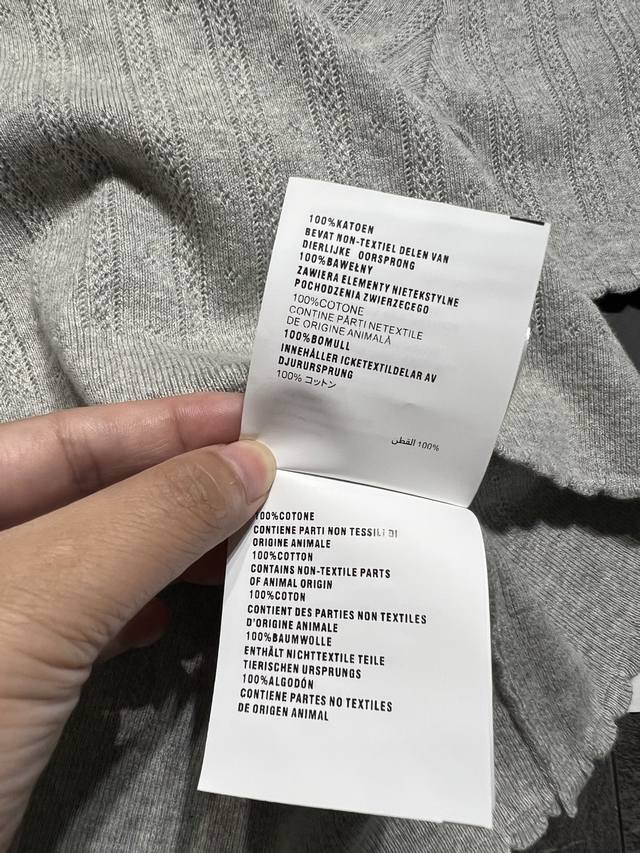 100%KATOEN
BEVAT NON-TEXTIEL DELEN VAN
DIERLIJKE OORSPRONG
100%BAWEŁNY
ZAWIERA ELEMENTY NIETEKSTYLNE
POCHODZENIA ZWIERZECEGO
100%COTONE
CONTINE PĂRTI NETEXTILE
DE ORIGINE ANIMALĂ
100%BOMULL
INNEHÅLLER ICKETEXTILDELAR AV
DJURURSPRUNG
100% コットン
100% القطن
100%COTONE
CONTIENE PARTI NON TESSILI DI
ORIGINE ANIMALE
100%COTTON
CONTAINS NON-TEXTILE PARTS
OF ANIMAL ORIGIN
100%COTON
CONTIENT DES PARTIES NON TEXTILES
D'ORIGINE ANIMALE
100%BAUMWOLLE
ENTHÄLT NICHTTEXTILE TEILE
TIERISCHEN URSPRUNGS
100%ALGODÓN
CONTIENE PARTES NO TEXTILES
DE ORIGEN ANIMAL